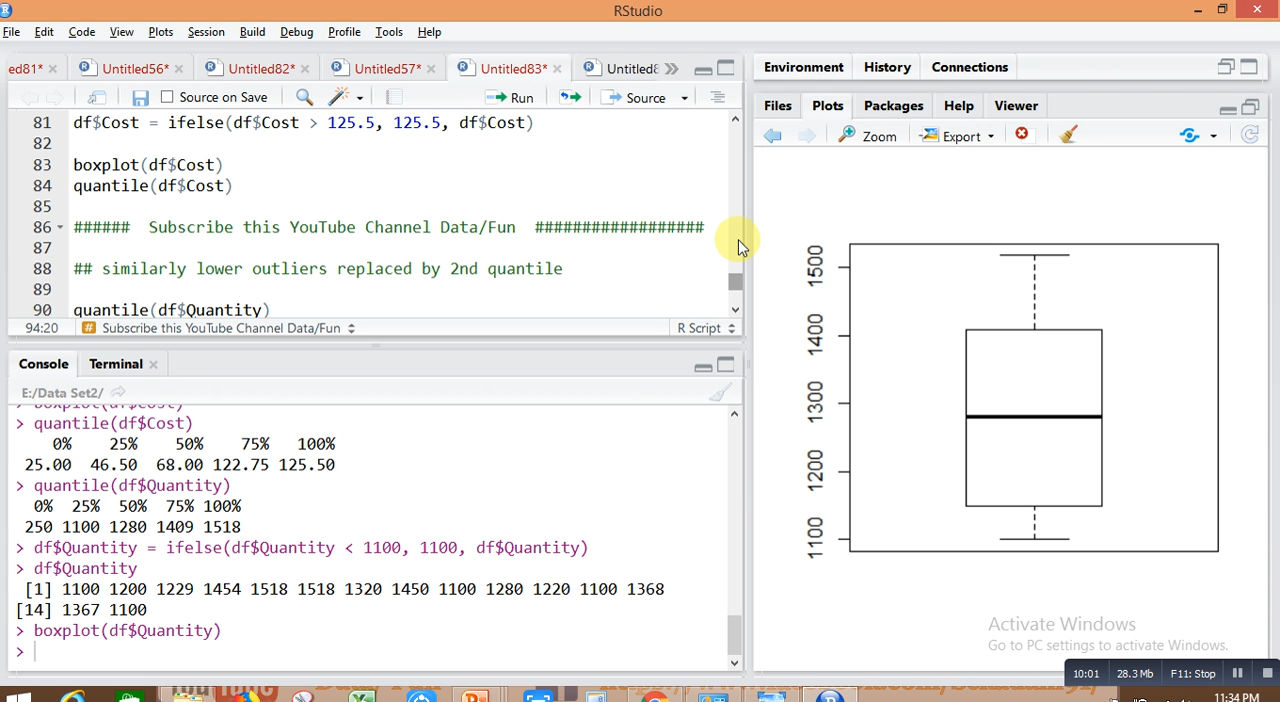 RStudio
File Edit Code View Plots Session Build Debug Profile Tools Help
ed81* × Untitled56* × Untitled82* × Untitled57* × Untitled83* × Untitled8 »
Source on Save Run Source
81 df$Cost = ifelse(df$Cost > 125.5, 125.5, df$Cost)
82
83 boxplot(df$Cost)
84 quantile(df$Cost)
85
86 ###### Subscribe this YouTube Channel Data/Fun ##################
87
88 ## similarly lower outliers replaced by 2nd quantile
89
90 quantile(df$Quantity)
94:20 # Subscribe this YouTube Channel Data/Fun R Script
Console Terminal ×
E:/Data Set2/
> boxplot(df$Cost)
> quantile(df$Cost)
0% 25% 50% 75% 100%
25.00 46.50 68.00 122.75 125.50
> quantile(df$Quantity)
0% 25% 50% 75% 100%
250 1100 1280 1409 1518
> df$Quantity = ifelse(df$Quantity < 1100, 1100, df$Quantity)
> df$Quantity
[1] 1100 1200 1229 1454 1518 1518 1320 1450 1100 1280 1220 1100 1368
[14] 1367 1100
> boxplot(df$Quantity)
>
Environment History Connections
Files Plots Packages Help Viewer
Zoom Export
1500
1400
1300
1200
1100
Activate Windows
Go to PC settings to activate Windows.
10:01 28.3 Mb F11: Stop
11:34 PM